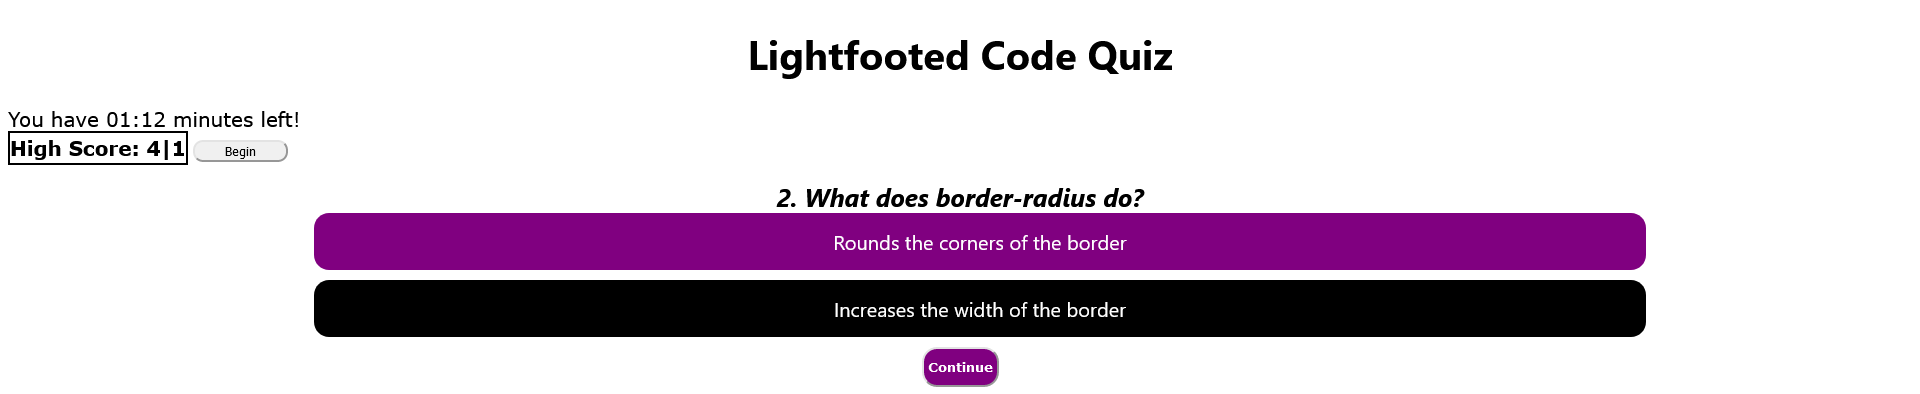 Lightfooted Code Quiz
You have 01:12 minutes left!
High Score: 4|1 Begin
2. What does border-radius do?
Rounds the corners of the border
Increases the width of the border
Continue